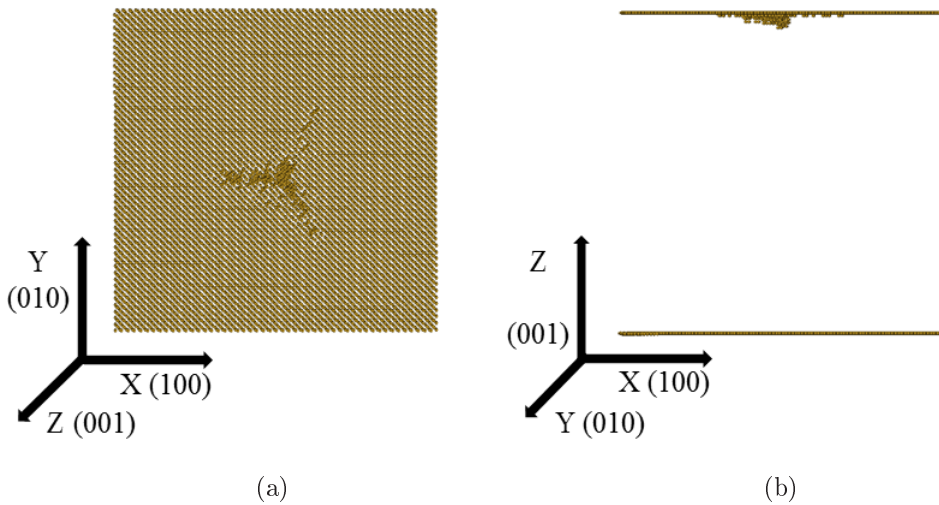 Y
(010)
X (100)
Z (001)
(a)
Z
(001)
X (100)
Y (010)
(b)